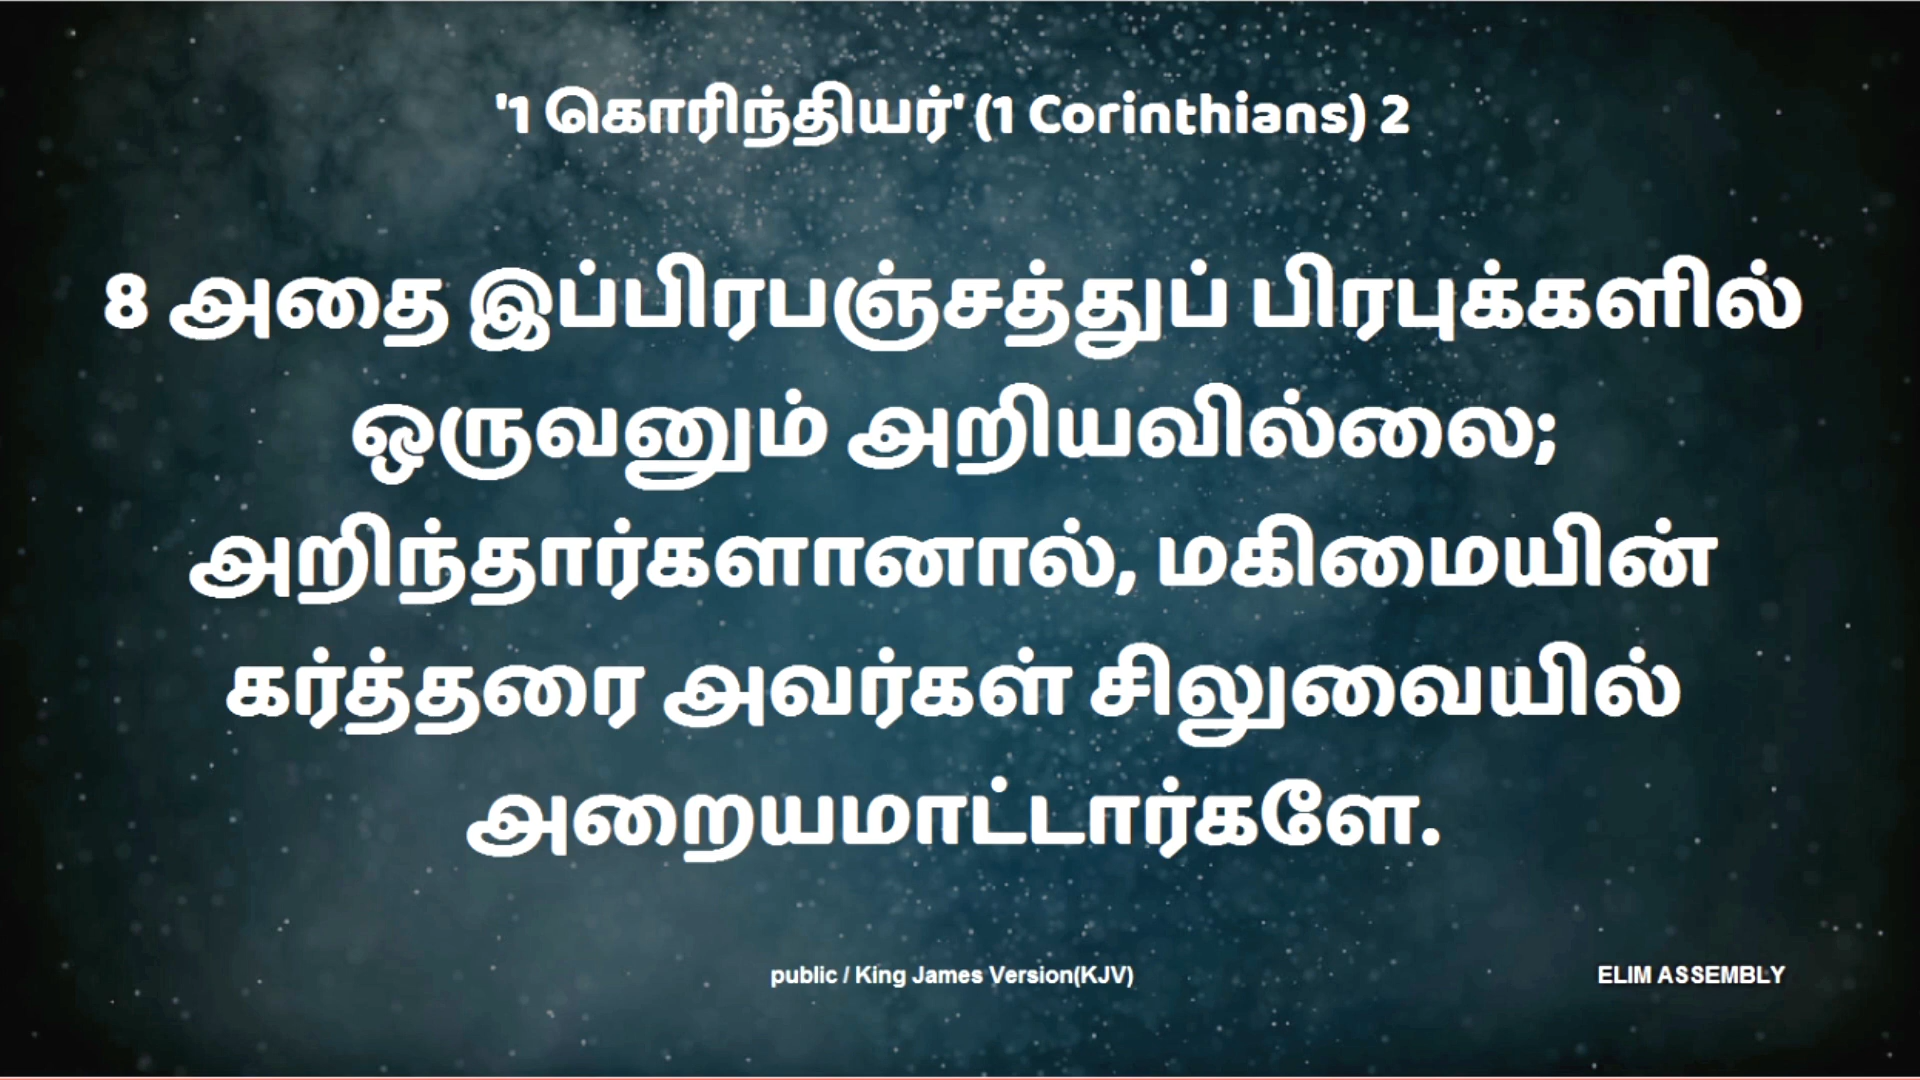 '1 கொரிந்தியர்' (1 Corinthians) 2
8 அதை இப்பிரபஞ்சத்துப் பிரபுக்களில்
ஒருவனும் அறியவில்லை;
அறிந்தார்களானால், மகிமையின்
கர்த்தரை அவர்கள் சிலுவையில்
அறையமாட்டார்களே.
public / King James Version(KJV)
ELIM ASSEMBLY